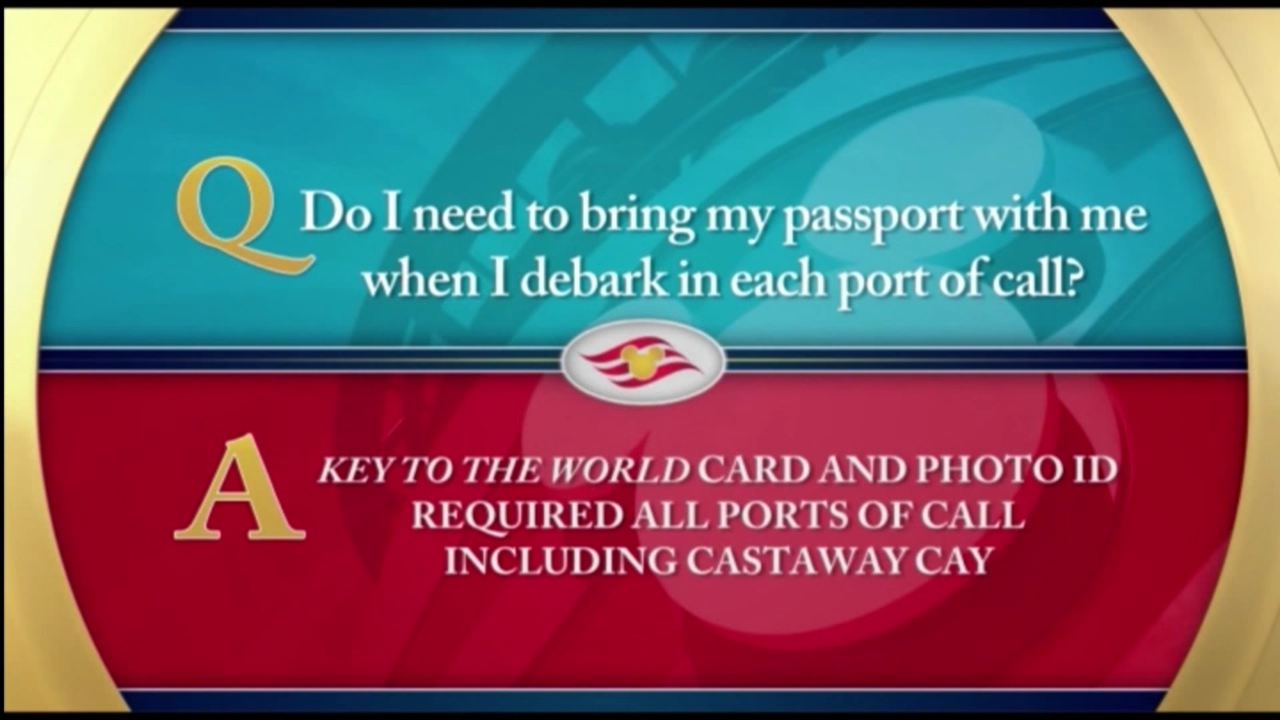 Q Do I need to bring my passport with me
when I debark in each port of call?
A KEY TO THE WORLD CARD AND PHOTO ID
REQUIRED ALL PORTS OF CALL
INCLUDING CASTAWAY CAY